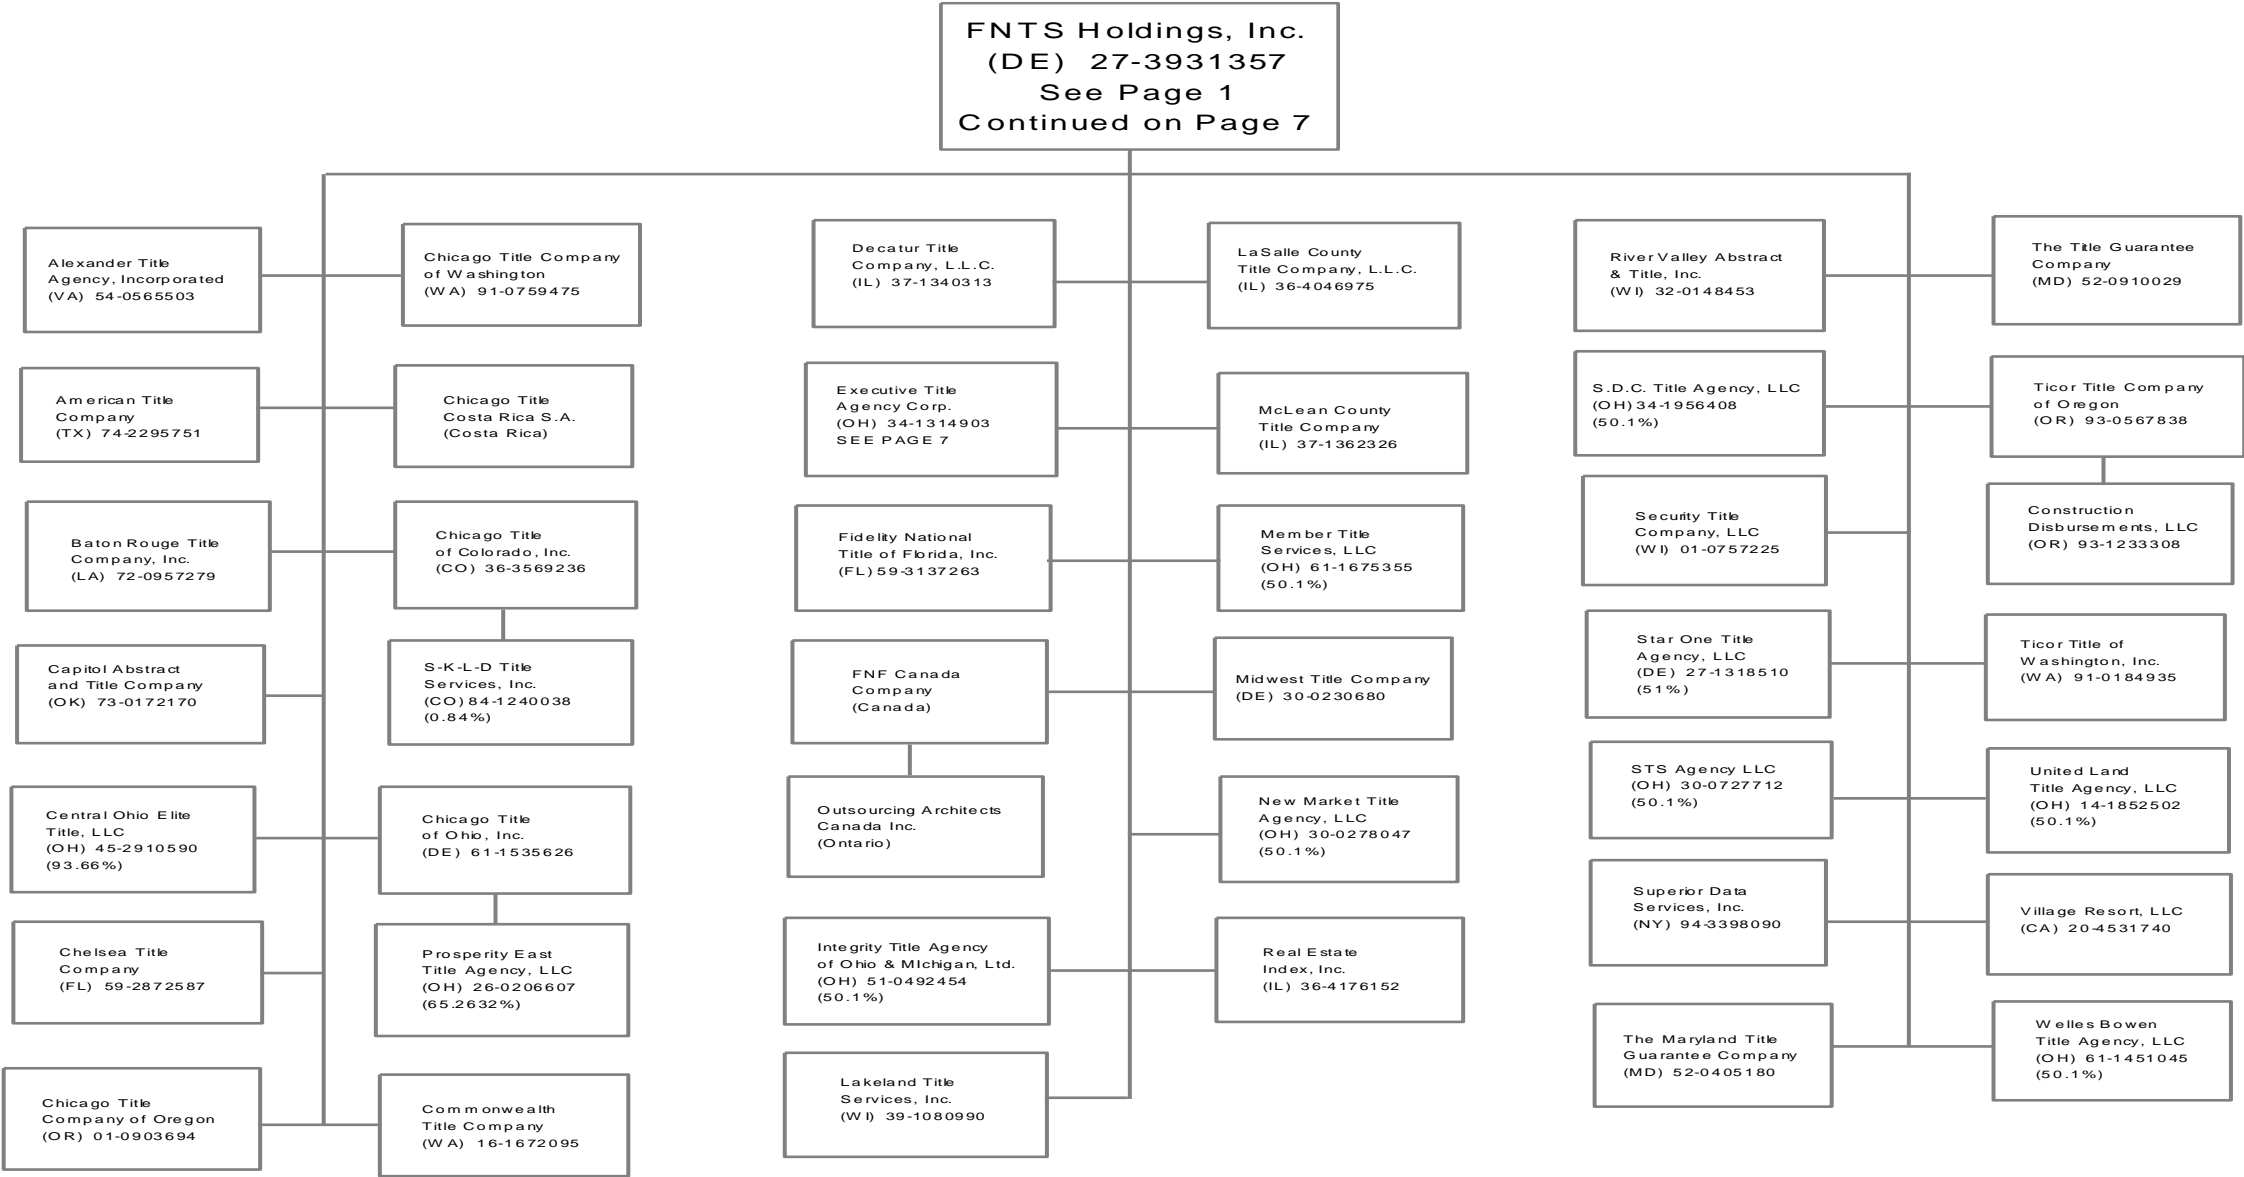 FNTS Holdings, Inc.
(DE) 27-3931357
See Page 1
Continued on Page 7
Alexander Title
Agency, Incorporated
(VA) 54-0565503
Chicago Title Company
of Washington
(WA) 91-0759475
American Title
Company
(TX) 74-2295751
Chicago Title
Costa Rica S.A.
(Costa Rica)
Baton Rouge Title
Company, Inc.
(LA) 72-0957279
Chicago Title
of Colorado, Inc.
(CO) 36-3569236
Capitol Abstract
and Title Company
(OK) 73-0172170
S-K-L-D Title
Services, Inc.
(CO) 84-1240038
(0.84%)
Central Ohio Elite
Title, LLC
(OH) 45-2910590
(93.66%)
Chicago Title
of Ohio, Inc.
(DE) 61-1535626
Chelsea Title
Company
(FL) 59-2872587
Prosperity East
Title Agency, LLC
(OH) 26-0206607
(65.2632%)
Chicago Title
Company of Oregon
(OR) 01-0903694
Commonwealth
Title Company
(WA) 16-1672095
Decatur Title
Company, L.L.C.
(IL) 37-1340313
LaSalle County
Title Company, L.L.C.
(IL) 36-4046975
Executive Title
Agency Corp.
(OH) 34-1314903
SEE PAGE 7
McLean County
Title Company
(IL) 37-1362326
Fidelity National
Title of Florida, Inc.
(FL) 59-3137263
Member Title
Services, LLC
(OH) 61-1675355
(50.1%)
FNF Canada
Company
(Canada)
Midwest Title Company
(DE) 30-0230680
Outsourcing Architects
Canada Inc.
(Ontario)
New Market Title
Agency, LLC
(OH) 30-0278047
(50.1%)
Integrity Title Agency
of Ohio & MIchigan, Ltd.
(OH) 51-0492454
(50.1%)
Real Estate
Index, Inc.
(IL) 36-4176152
Lakeland Title
Services, Inc.
(WI) 39-1080990
River Valley Abstract
& Title, Inc.
(WI) 32-0148453
The Title Guarantee
Company
(MD) 52-0910029
S.D.C. Title Agency, LLC
(OH) 34-1956408
(50.1%)
Ticor Title Company
of Oregon
(OR) 93-0567838
Security Title
Company, LLC
(WI) 01-0757225
Construction
Disbursements, LLC
(OR) 93-1233308
Star One Title
Agency, LLC
(DE) 27-1318510
(51%)
Ticor Title of
Washington, Inc.
(WA) 91-0184935
STS Agency LLC
(OH) 30-0727712
(50.1%)
United Land
Title Agency, LLC
(OH) 14-1852502
(50.1%)
Superior Data
Services, Inc.
(NY) 94-3398090
Village Resort, LLC
(CA) 20-4531740
The Maryland Title
Guarantee Company
(MD) 52-0405180
Welles Bowen
Title Agency, LLC
(OH) 61-1451045
(50.1%)